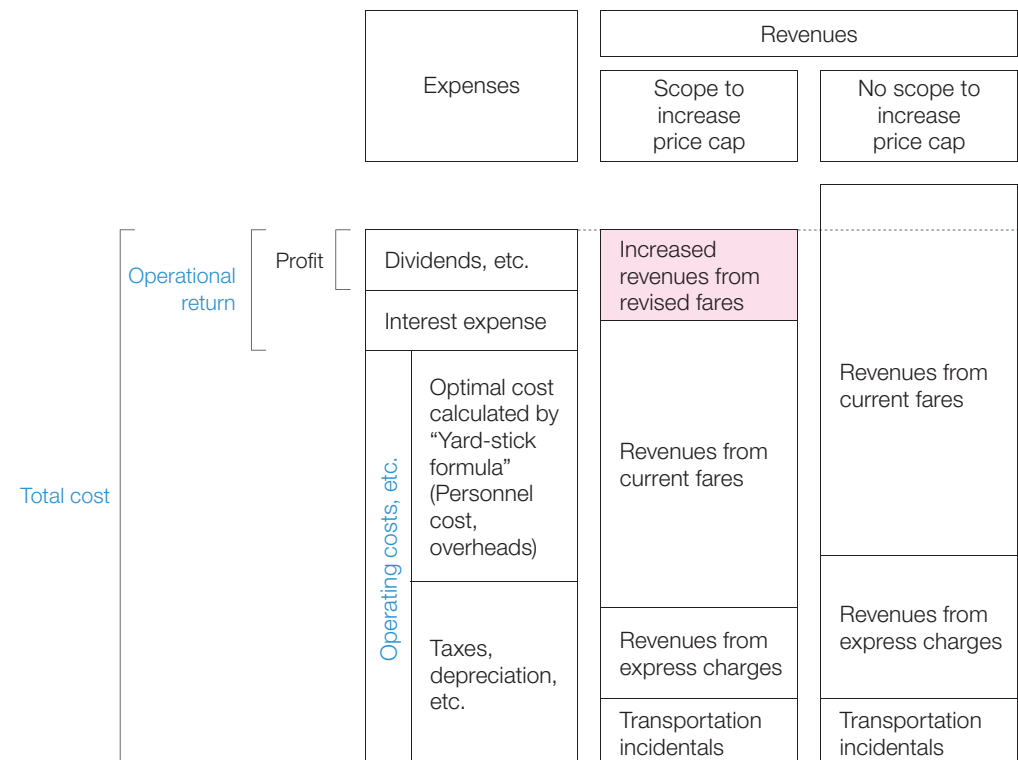 Expenses
Revenues
Scope to
increase
price cap
No scope to
increase
price cap
Total cost
Operational
return
Profit
Dividends, etc.
Interest expense
Operating costs, etc.
Optimal cost
calculated by
“Yard-stick
formula”
(Personnel
cost,
overheads)
Taxes,
depreciation,
etc.
Increased
revenues from
revised fares
Revenues from
current fares
Revenues from
express charges
Transportation
incidentals
Revenues from
current fares
Revenues from
express charges
Transportation
incidentals